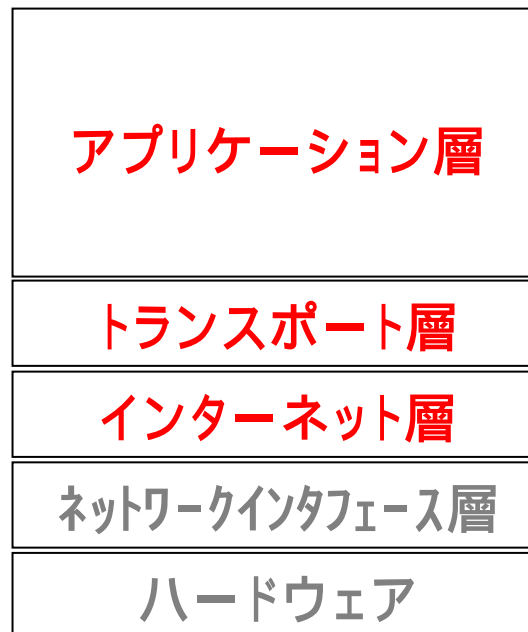 アプリケーション層
トランスポート層
インターネット層
ネットワークインタフェース層
ハードウェア